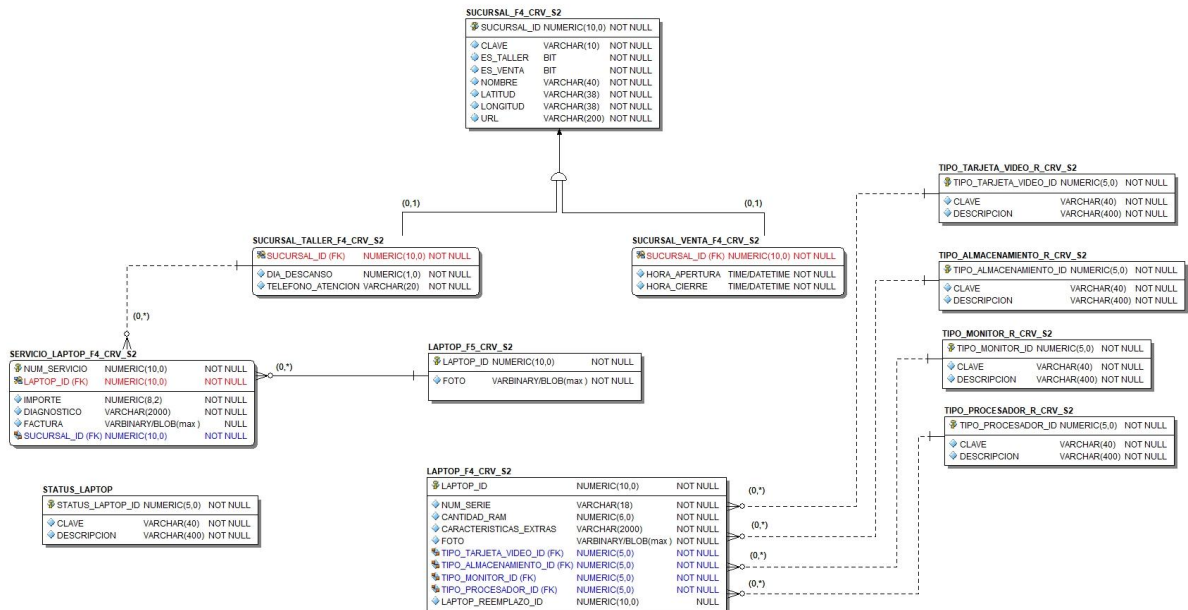 SUCURSAL_F4_CRV_S2
SUCURSAL_ID NUMERIC(10,0) NOT NULL
CLAVE VARCHAR(10) NOT NULL
ES_TALLER BIT NOT NULL
ES_VENTA BIT NOT NULL
NOMBRE VARCHAR(40) NOT NULL
LATITUD VARCHAR(38) NOT NULL
LONGITUD VARCHAR(38) NOT NULL
URL VARCHAR(200) NOT NULL
(0,1)
(0,1)
SUCURSAL_TALLER_F4_CRV_S2
SUCURSAL_ID (FK) NUMERIC(10,0) NOT NULL
DIA_DESCANSO NUMERIC(1,0) NOT NULL
TELEFONO_ATENCION VARCHAR(20) NOT NULL
SUCURSAL_VENTA_F4_CRV_S2
SUCURSAL_ID (FK) NUMERIC(10,0) NOT NULL
HORA_APERTURA TIME/DATETIME NOT NULL
HORA_CIERRE TIME/DATETIME NOT NULL
TIPO_TARJETA_VIDEO_R_CRV_S2
TIPO_TARJETA_VIDEO_ID NUMERIC(5,0) NOT NULL
CLAVE VARCHAR(40) NOT NULL
DESCRIPCION VARCHAR(400) NOT NULL
TIPO_ALMACENAMIENTO_R_CRV_S2
TIPO_ALMACENAMIENTO_ID NUMERIC(5,0) NOT NULL
CLAVE VARCHAR(40) NOT NULL
DESCRIPCION VARCHAR(400) NOT NULL
TIPO_MONITOR_R_CRV_S2
TIPO_MONITOR_ID NUMERIC(5,0) NOT NULL
CLAVE VARCHAR(40) NOT NULL
DESCRIPCION VARCHAR(400) NOT NULL
TIPO_PROCESADOR_R_CRV_S2
TIPO_PROCESADOR_ID NUMERIC(5,0) NOT NULL
CLAVE VARCHAR(40) NOT NULL
DESCRIPCION VARCHAR(400) NOT NULL
(0,*)
SERVICIO_LAPTOP_F4_CRV_S2
NUM_SERVICIO NUMERIC(10,0) NOT NULL
LAPTOP_ID (FK) NUMERIC(10,0) NOT NULL
IMPORTE NUMERIC(8,2) NOT NULL
DIAGNOSTICO VARCHAR(2000) NOT NULL
FACTURA VARBINARY/BLOB(max ) NULL
SUCURSAL_ID (FK) NUMERIC(10,0) NOT NULL
(0,*)
LAPTOP_F5_CRV_S2
LAPTOP_ID NUMERIC(10,0) NOT NULL
FOTO VARBINARY/BLOB(max ) NOT NULL
STATUS_LAPTOP
STATUS_LAPTOP_ID NUMERIC(5,0) NOT NULL
CLAVE VARCHAR(40) NOT NULL
DESCRIPCION VARCHAR(400) NOT NULL
LAPTOP_F4_CRV_S2
LAPTOP_ID NUMERIC(10,0) NOT NULL
NUM_SERIE VARCHAR(18) NOT NULL
CANTIDAD_RAM NUMERIC(6,0) NOT NULL
CARACTERISTICAS_EXTRAS VARCHAR(2000) NOT NULL
FOTO VARBINARY/BLOB(max ) NOT NULL
TIPO_TARJETA_VIDEO_ID (FK) NUMERIC(5,0) NOT NULL
TIPO_ALMACENAMIENTO_ID (FK) NUMERIC(5,0) NOT NULL
TIPO_MONITOR_ID (FK) NUMERIC(5,0) NOT NULL
TIPO_PROCESADOR_ID (FK) NUMERIC(5,0) NOT NULL
LAPTOP_REEMPLAZO_ID NUMERIC(10,0) NULL
(0,*)
(0,*)
(0,*)
(0,*)